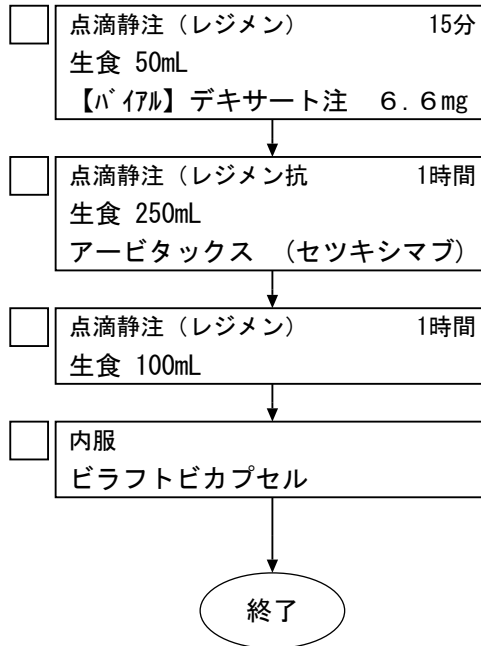 点滴静注（レジメン） 15分
生食 50mL
【ﾊﾞｲｱﾙ】デキサート注 ６．６㎎
点滴静注（レジメン抗 1時間
生食 250mL
アービタックス （セツキシマブ）
点滴静注（レジメン） 1時間
生食 100mL
内服
ビラフトビカプセル
終了